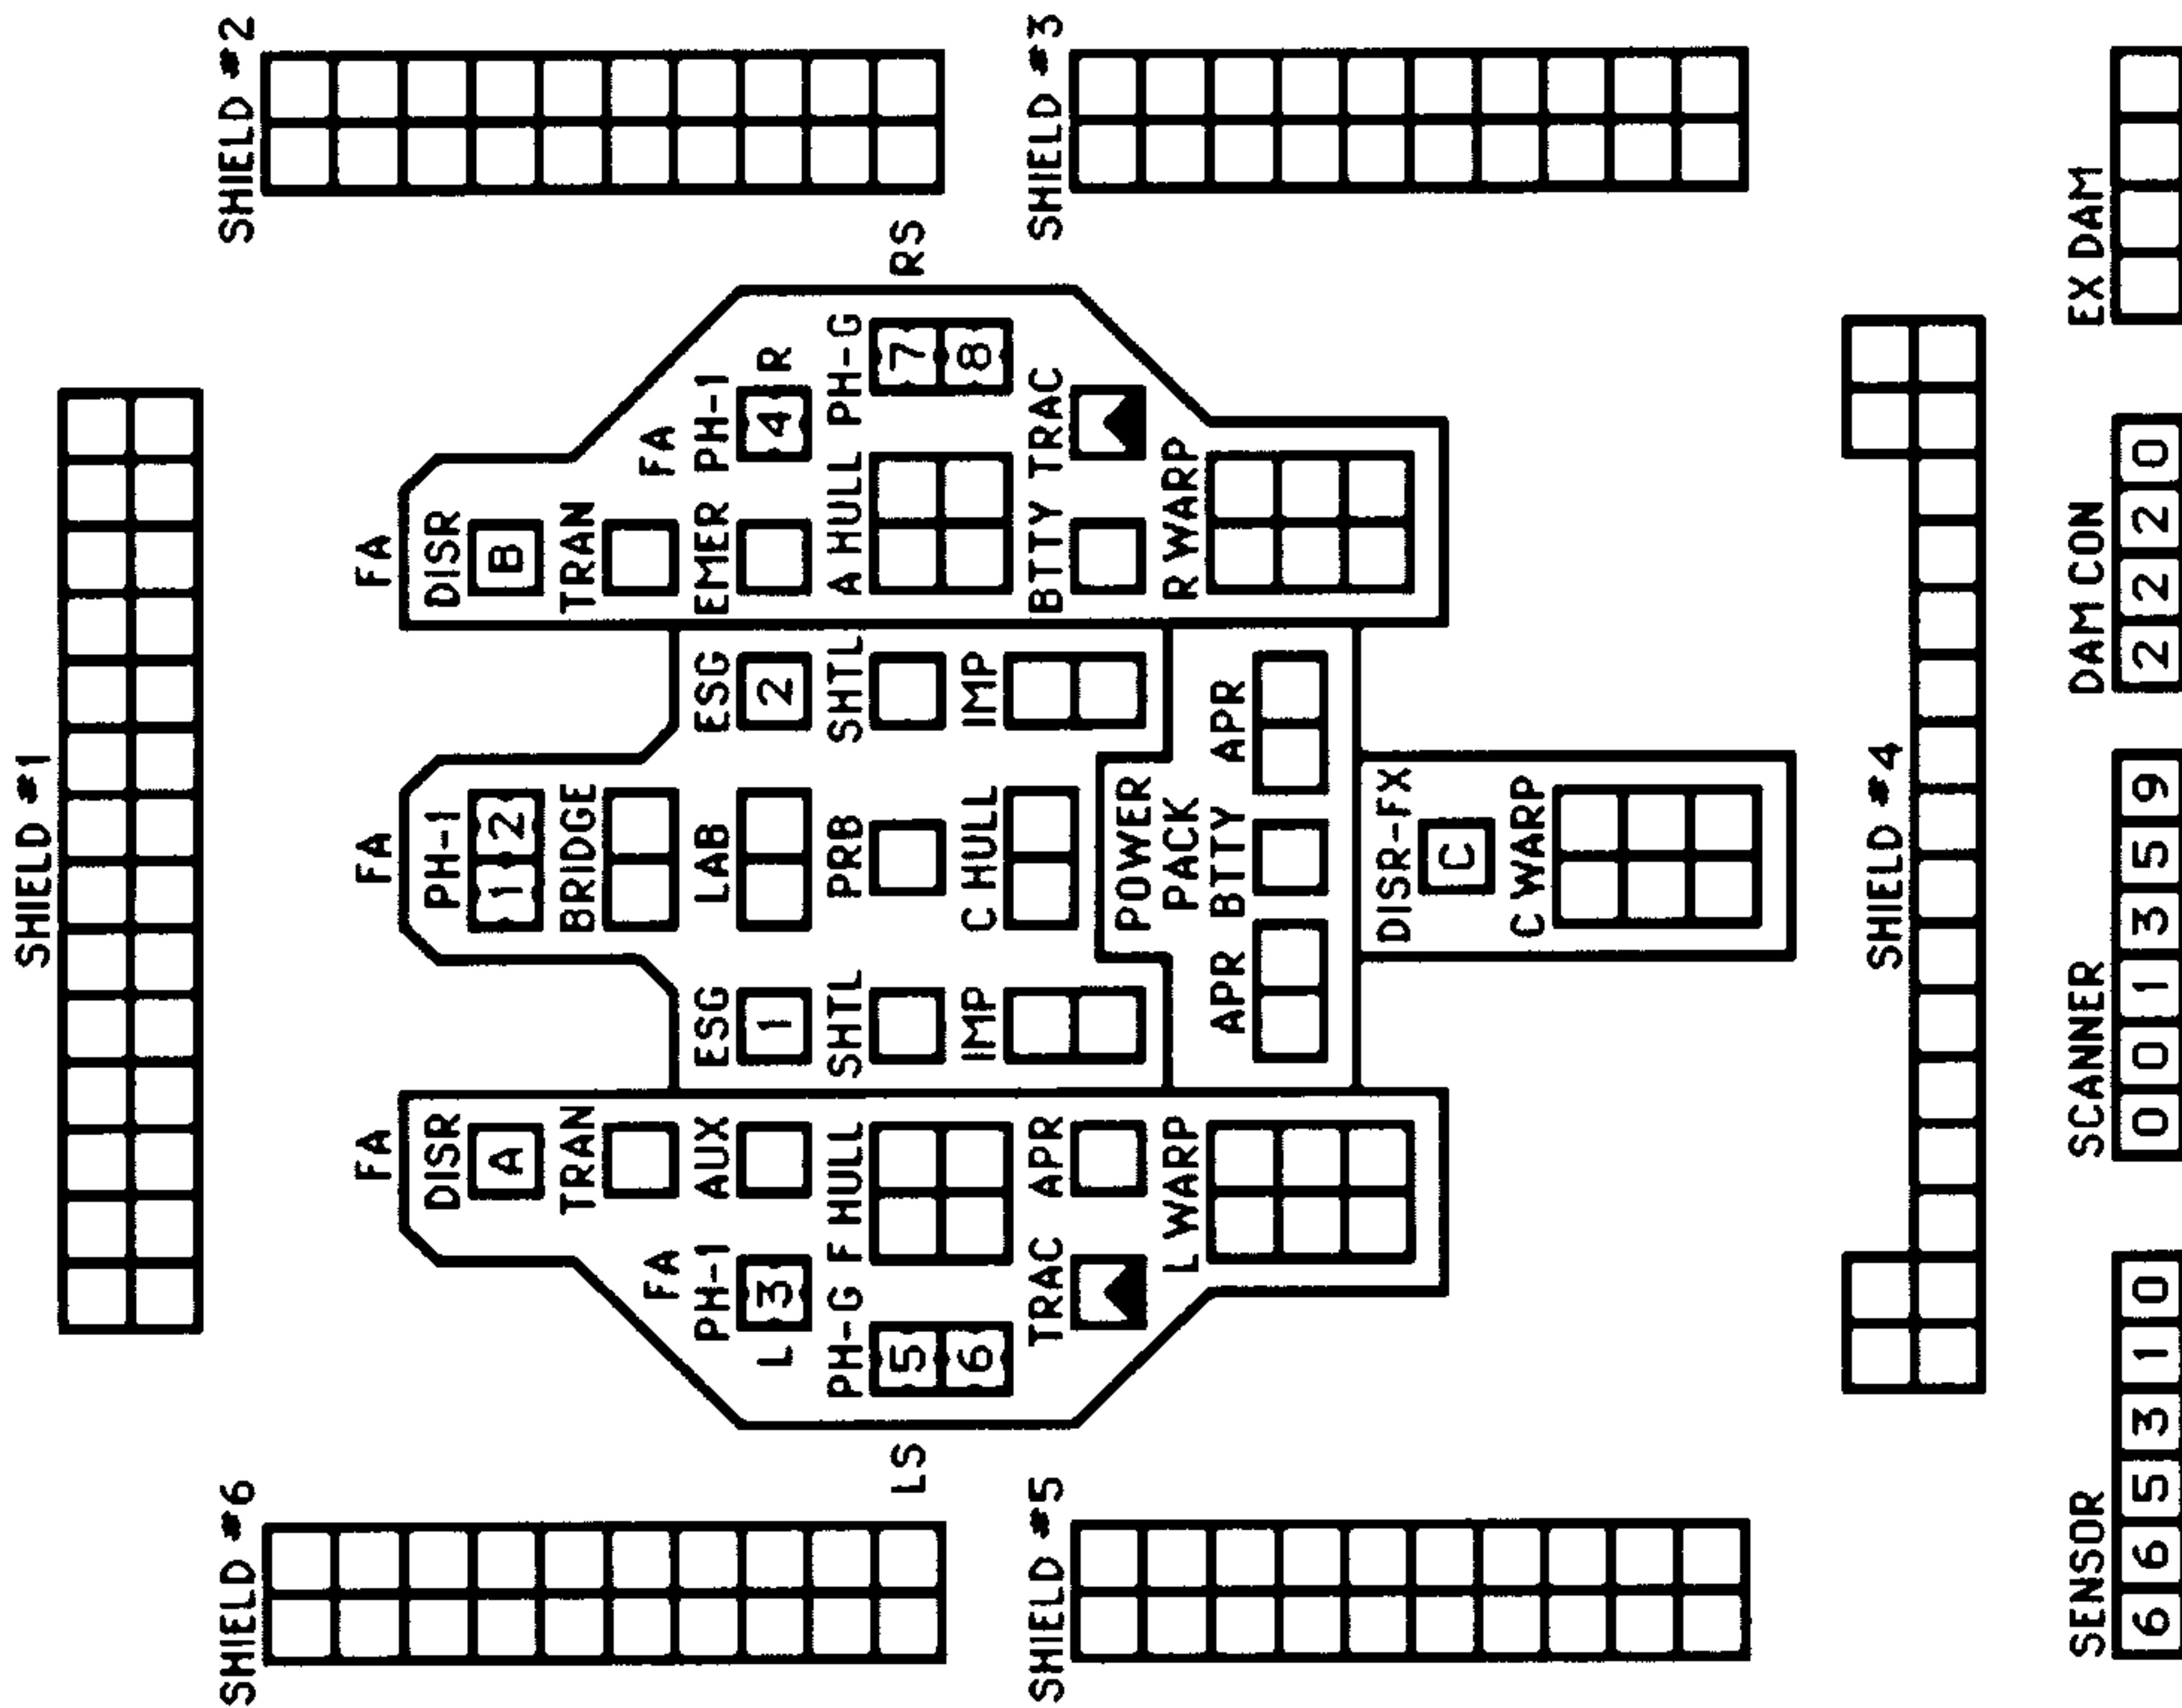 SHIELD #1
SHIELD #6 SHIELD #2
FA FA FA
DISR PH-1 DISR
A 1 2 B
TRAN BRIDGE TRAN
FA FA
PH-1 AUX ESG LAB ESG EMER PH-1
L 3 1 2 4 R
PH-G F HULL SHTL PRB SHTL A HULL PH-G
LS 5 7 RS
6 IMP C HULL IMP 8
SHIELD #5 TRAC APR BTTY TRAC SHIELD #3
POWER
L WARP PACK R WARP
APR BTTY APR
DISR-FX
C
C WARP
SHIELD #4
SENSOR SCANNER DAM CON EX DAM
6 6 5 3 1 0 0 0 1 3 5 9 2 2 2 0